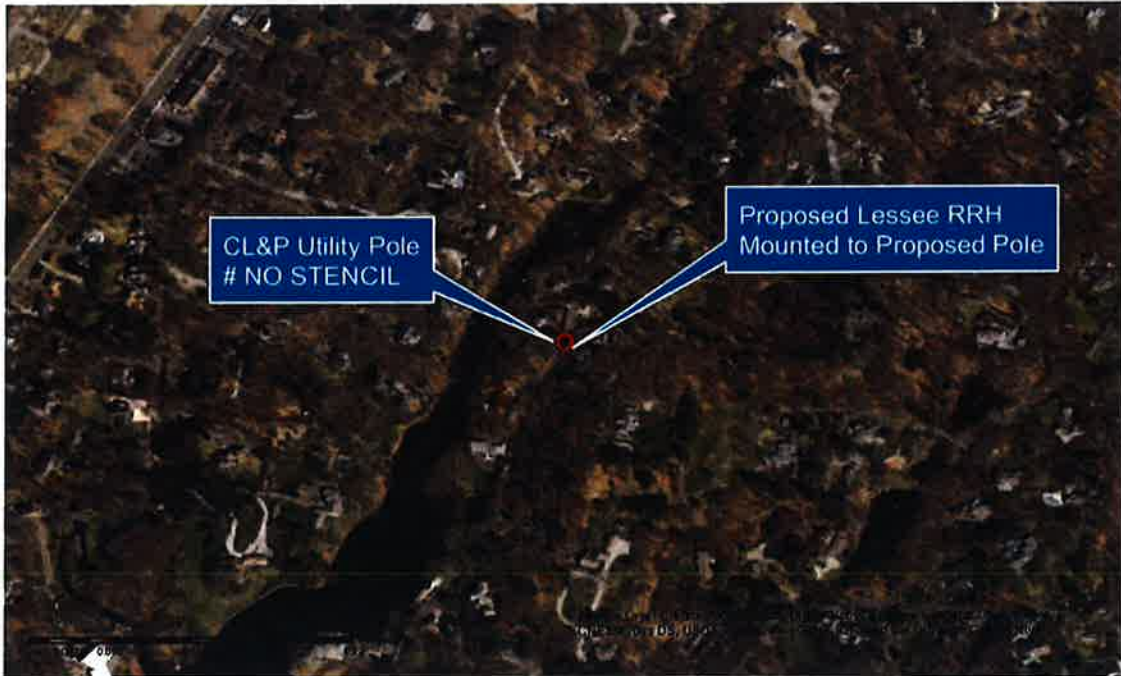 CL&P Utility Pole
# NO STENCIL
Proposed Lessee RRH
Mounted to Proposed Pole